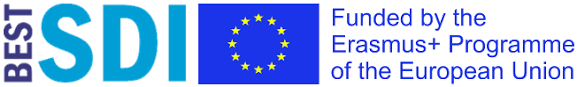 BEST
SDI
Funded by the
Erasmus+ Programme
of the European Union